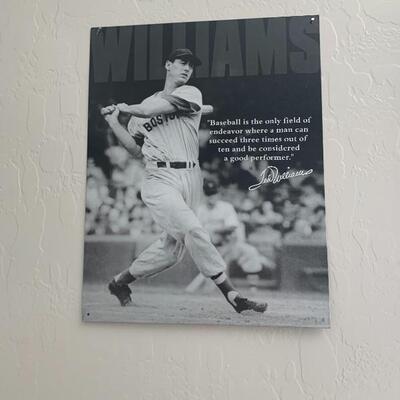 WILLIAMS
BOSTON
"Baseball is the only field of
endeavor where a man can
succeed three times out of
ten and be considered
a good performer."
Ted Williams